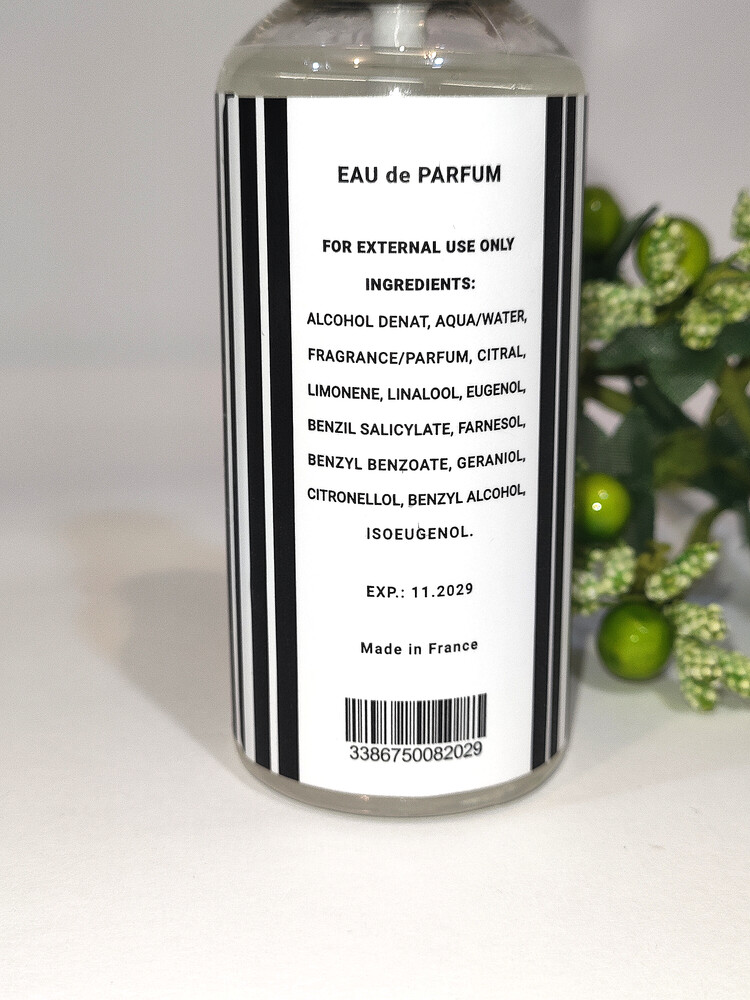 EAU de PARFUM
FOR EXTERNAL USE ONLY
INGREDIENTS:
ALCOHOL DENAT, AQUA/WATER,
FRAGRANCE/PARFUM, CITRAL,
LIMONENE, LINALOOL, EUGENOL,
BENZIL SALICYLATE, FARNESOL,
BENZYL BENZOATE, GERANIOL,
CITRONELLOL, BENZYL ALCOHOL,
ISOEUGENOL.
EXP.: 11.2029
Made in France
3386750082029